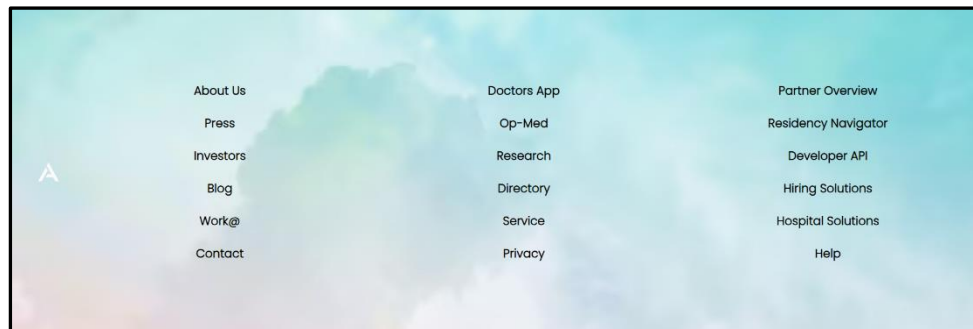 About Us
Press
Investors
Blog
Work@
Contact
Doctors App
Op-Med
Research
Directory
Service
Privacy
Partner Overview
Residency Navigator
Developer API
Hiring Solutions
Hospital Solutions
Help